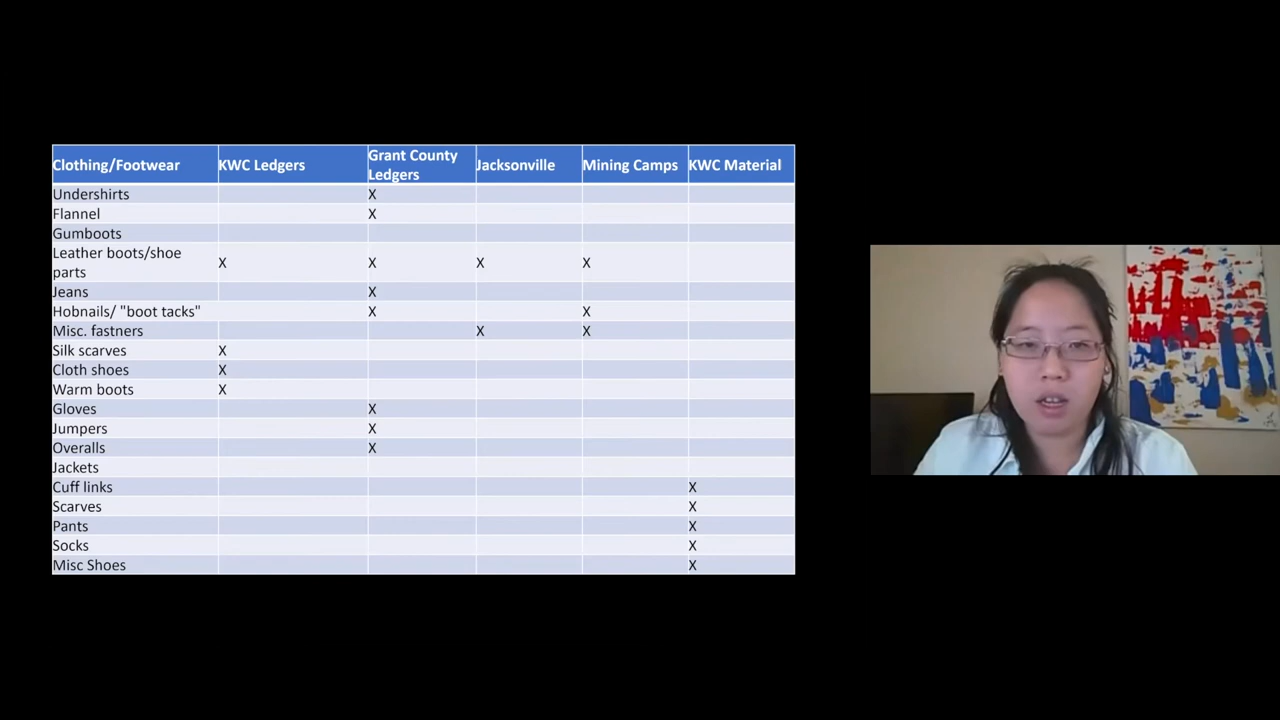 Clothing/Footwear KWC Ledgers Grant County Ledgers Jacksonville Mining Camps KWC Material
Undershirts X
Flannel X
Gumboots
Leather boots/shoe parts X X X X
Jeans X
Hobnails/ "boot tacks" X X
Misc. fastners X X
Silk scarves X
Cloth shoes X
Warm boots X
Gloves X
Jumpers X
Overalls X
Jackets
Cuff links X
Scarves X
Pants X
Socks X
Misc Shoes X